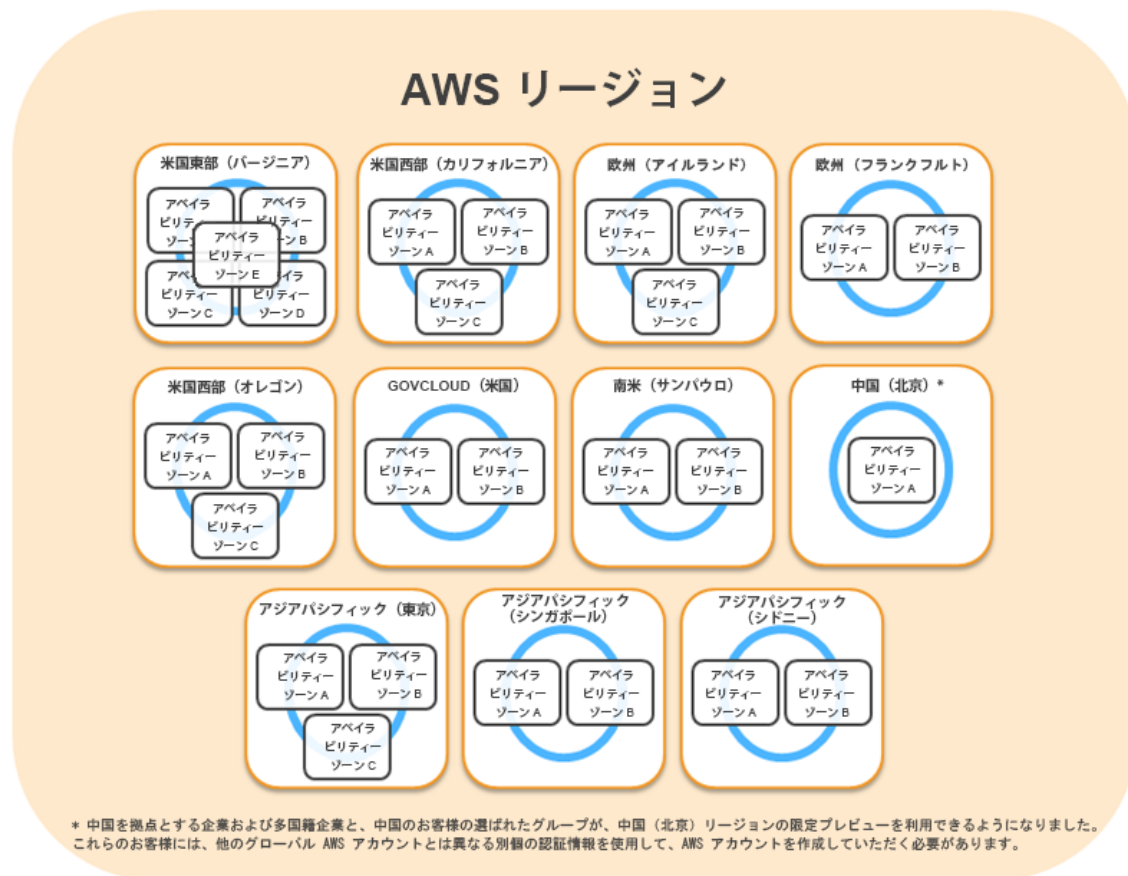 AWS リージョン
米国東部（バージニア）
アベイラ
ビリティー
ゾーン
アベイラ
ビリティー
ーン B
アベイラ
ビリティー
ゾーン E
アベ
ビリティー
ゾーン C
イラ
ビリティー
ゾーン D
米国西部（カリフォルニア）
アベイラ
ビリティー
ゾーン A
アベイラ
ビリティー
ゾーン B
アベイラ
ビリティー
ゾーン C
欧州（アイルランド）
アベイラ
ビリティー
ゾーン A
アベイラ
ビリティー
ゾーン B
アベイラ
ビリティー
ゾーン C
欧州（フランクフルト）
アベイラ
ビリティー
ゾーン A
アベイラ
ビリティー
ゾーン B
米国西部（オレゴン）
アベイラ
ビリティー
ゾーン A
アベイラ
ビリティー
ゾーン B
アベイラ
ビリティー
ゾーン C
GOVCLOUD（米国）
アベイラ
ビリティー
ゾーン A
アベイラ
ビリティー
ゾーン B
南米（サンパウロ）
アベイラ
ビリティー
ゾーン A
アベイラ
ビリティー
ゾーン B
中国（北京）*
アベイラ
ビリティー
ゾーン A
アジアパシフィック（東京）
アベイラ
ビリティー
ゾーン A
アベイラ
ビリティー
ゾーン B
アベイラ
ビリティー
ゾーン C
アジアパシフィック
（シンガポール）
アベイラ
ビリティー
ゾーン A
アベイラ
ビリティー
ゾーン B
アジアパシフィック
（シドニー）
アベイラ
ビリティー
ゾーン A
アベイラ
ビリティー
ゾーン B
* 中国を拠点とする企業および多国籍企業と、中国のお客様の選ばれたグループが、中国（北京）リージョンの限定プレビューを利用できるようになりました。
これらのお客様には、他のグローバル AWS アカウントとは異なる別個の認証情報を使用して、AWS アカウントを作成していただく必要があります。